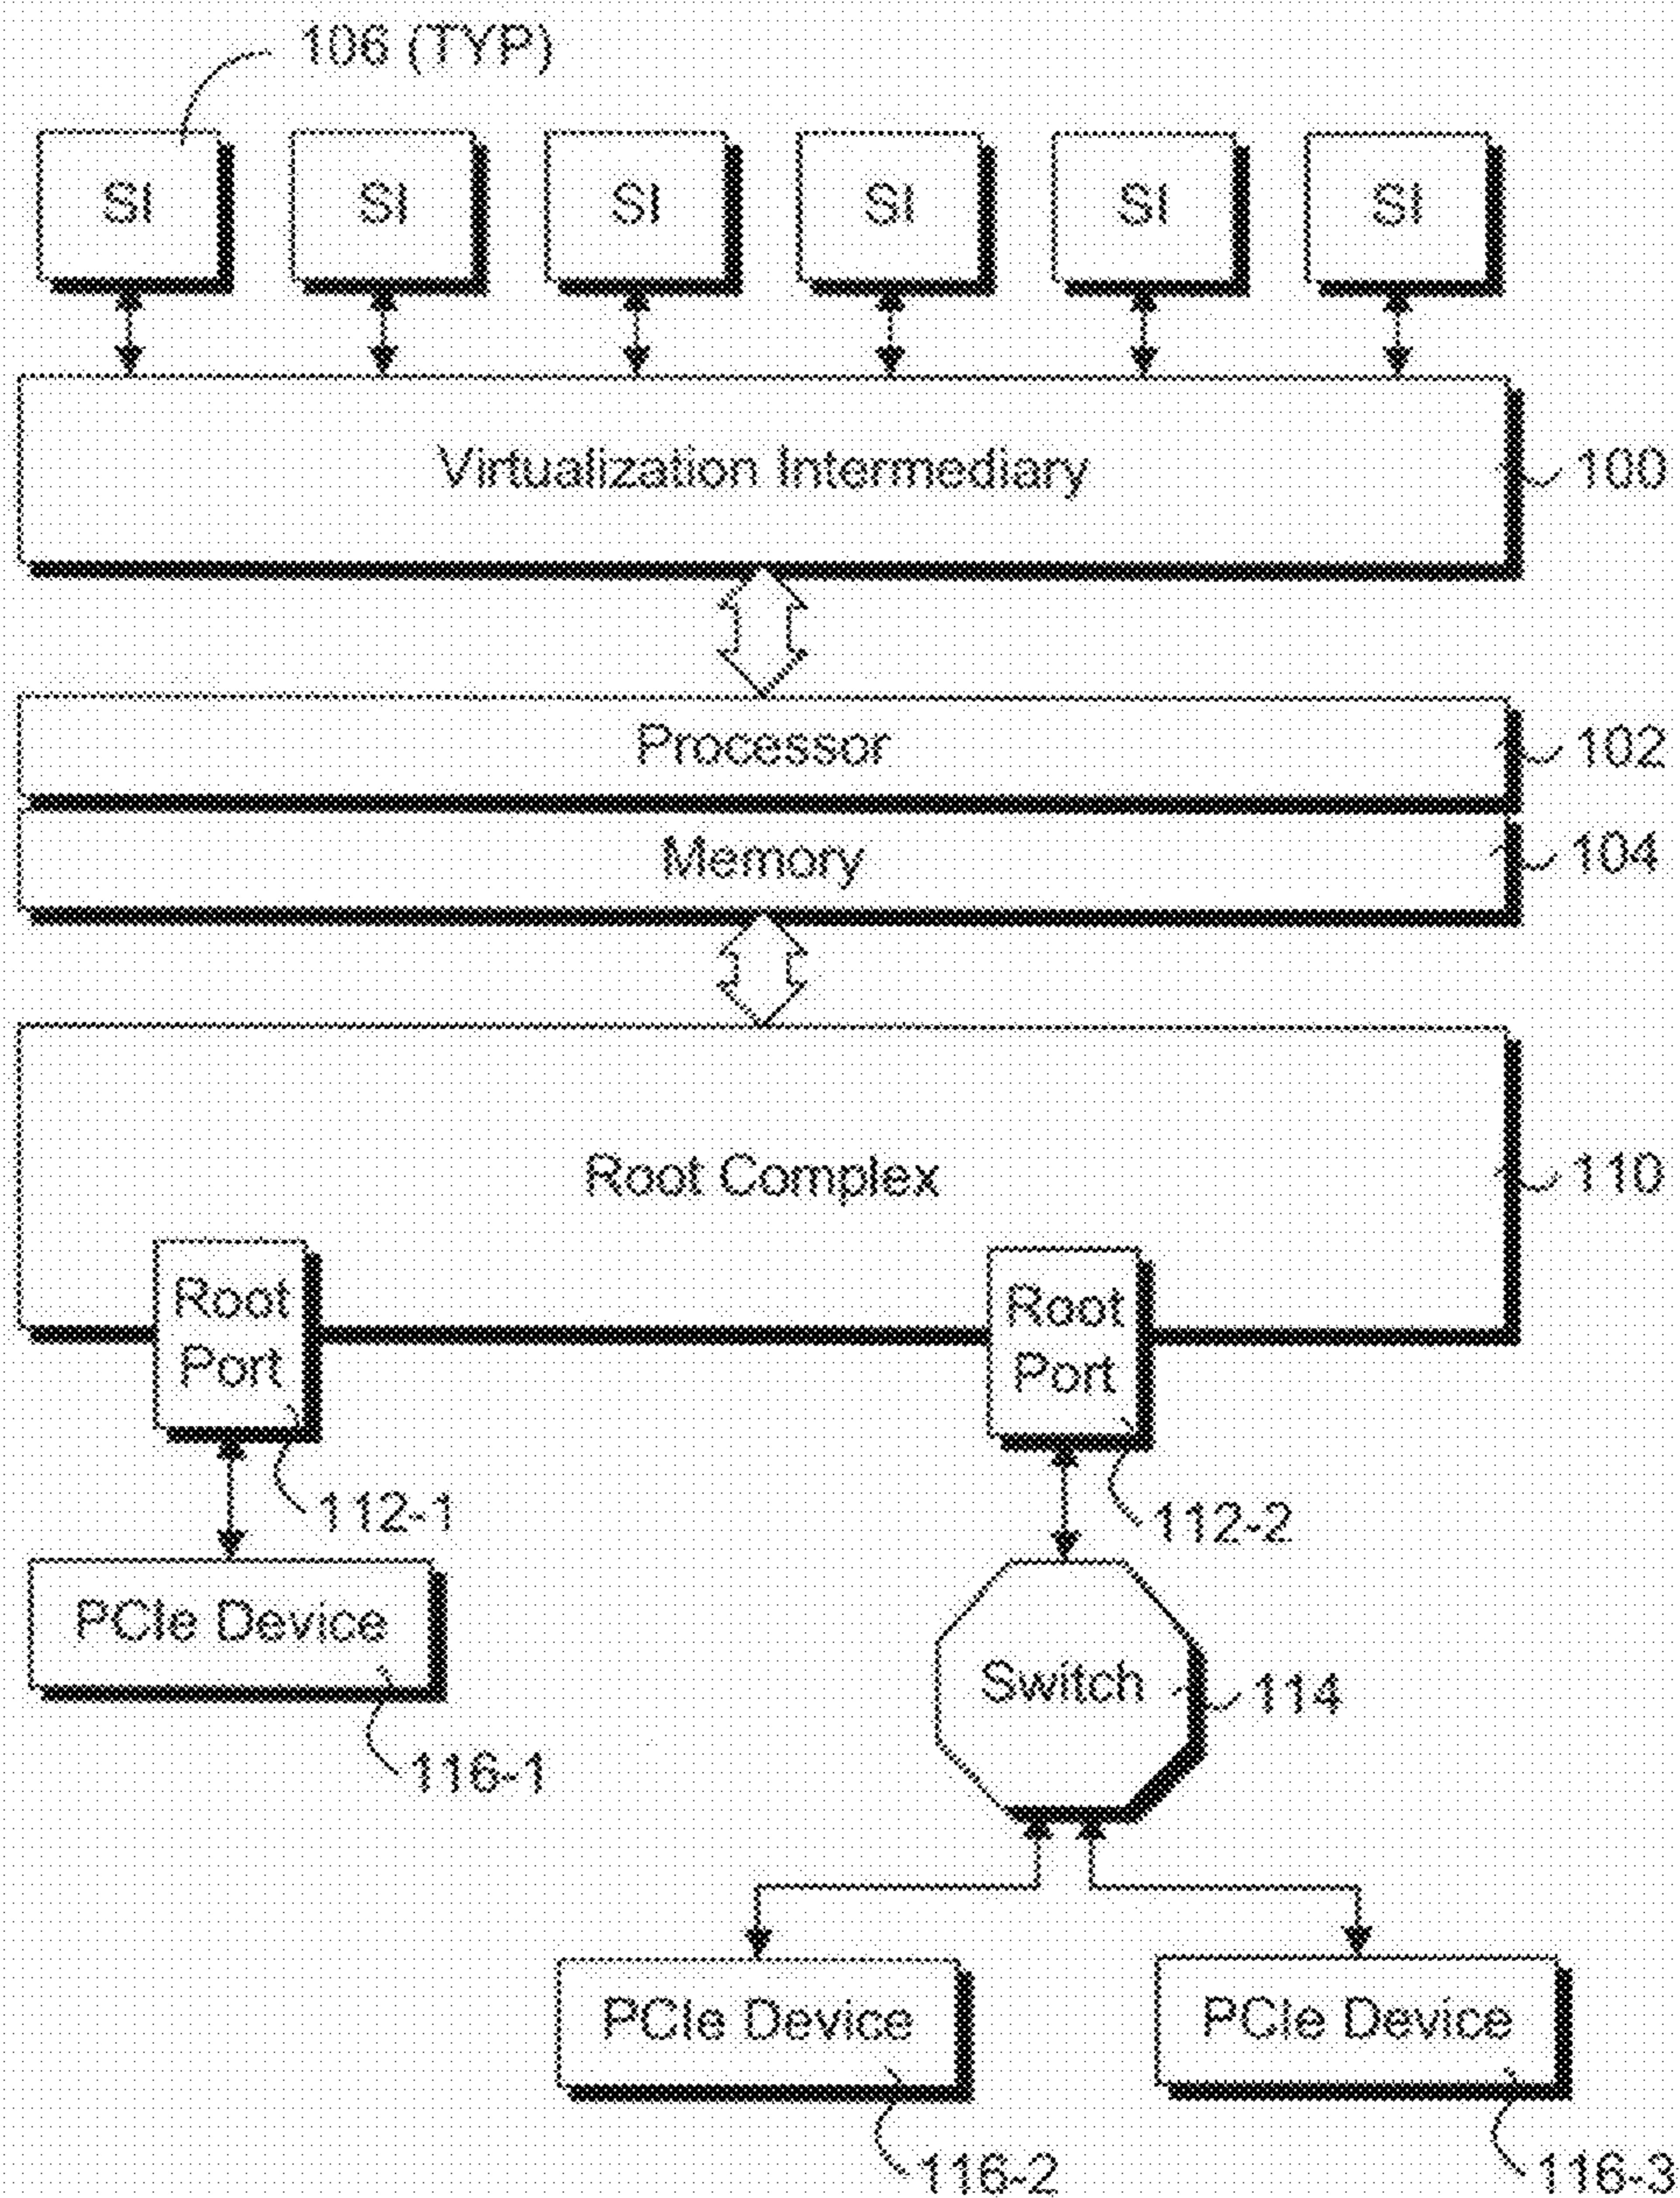 106 (TYP)
SI SI SI SI SI SI
Virtualization Intermediary
100
Processor
102
Memory
104
Root Complex
110
Root
Port
Root
Port
112-1
112-2
PCIe Device
Switch
114
116-1
PCIe Device
PCIe Device
116-2
116-3